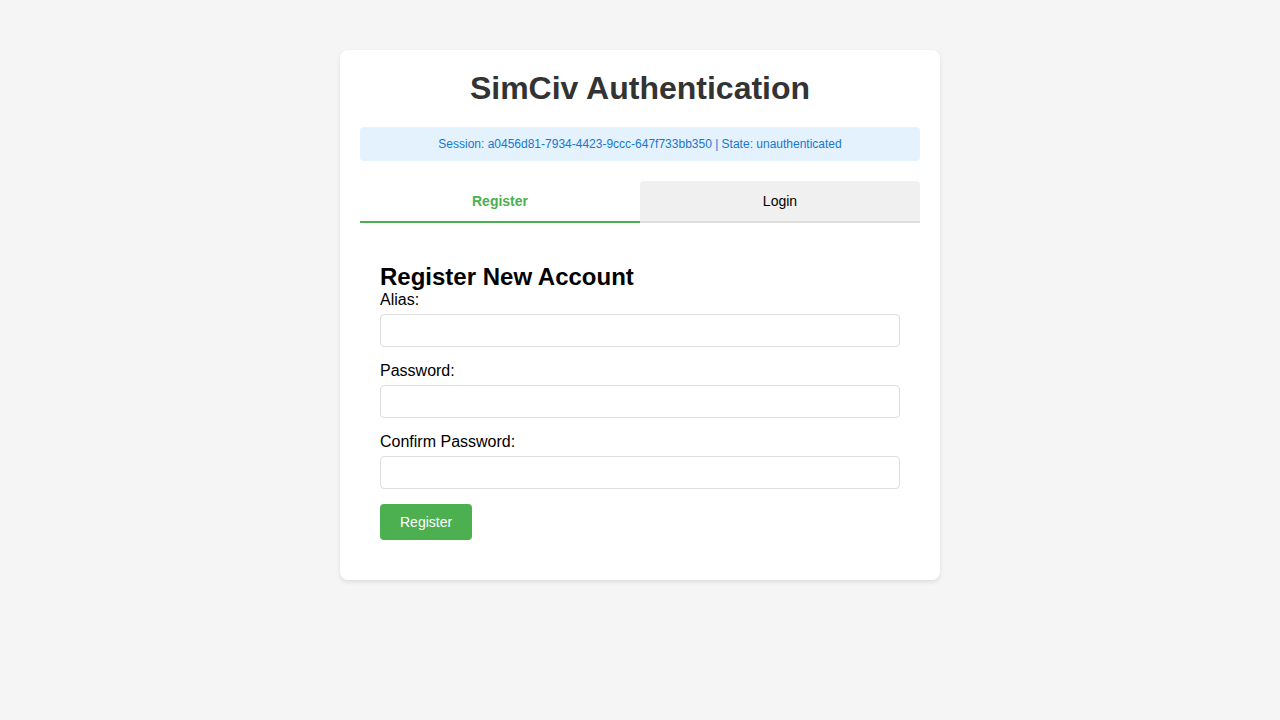 SimCiv Authentication
Session: a0456d81-7934-4423-9ccc-647f733bb350 | State: unauthenticated
Register Login
Register New Account
Alias:
Password:
Confirm Password:
Register